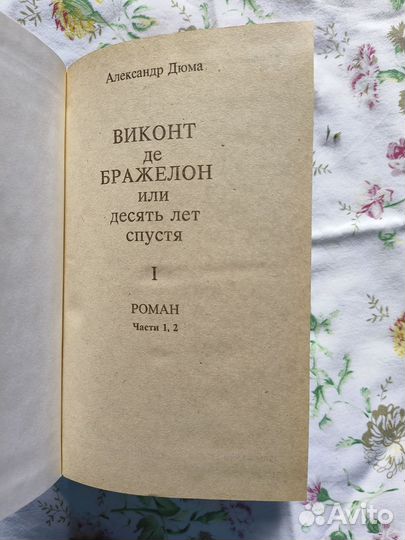 Александр Дюма
ВИКОНТ
де
БРАЖЕЛОН
или
десять лет
спустя
I
РОМАН
Части 1, 2
Avito